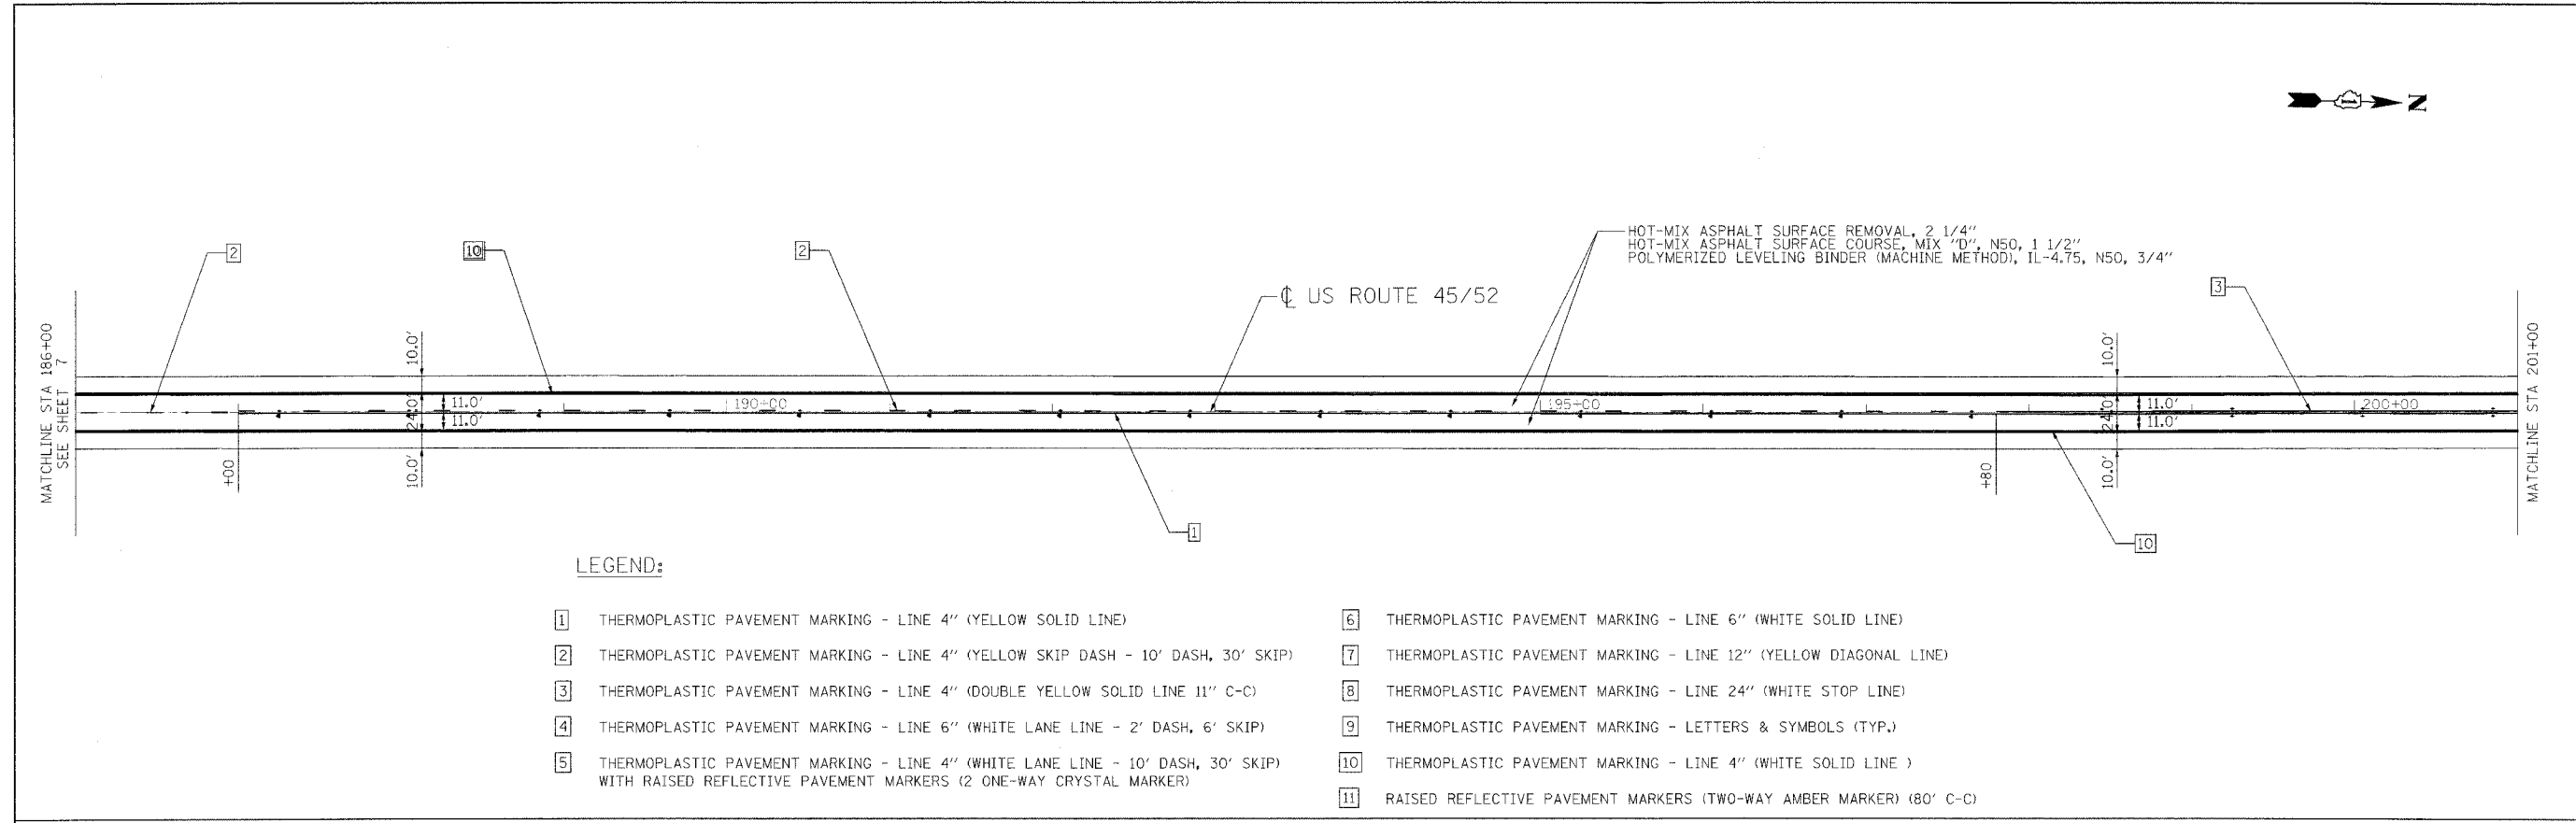 N
HOT-MIX ASPHALT SURFACE REMOVAL, 2 1/4"
HOT-MIX ASPHALT SURFACE COURSE, MIX "D", N50, 1 1/2"
POLYMERIZED LEVELING BINDER (MACHINE METHOD), IL-4.75, N50, 3/4"
2
10
2
℄ US ROUTE 45/52
3
MATCHLINE STA 186+00
SEE SHEET 7
10.0'
24.0'
10.0'
11.0'
11.0'
+00
190+00
195+00
200+00
+80
10.0'
24.0'
10.0'
11.0'
11.0'
MATCHLINE STA 201+00
1
10
LEGEND:
1 THERMOPLASTIC PAVEMENT MARKING - LINE 4" (YELLOW SOLID LINE)
2 THERMOPLASTIC PAVEMENT MARKING - LINE 4" (YELLOW SKIP DASH - 10' DASH, 30' SKIP)
3 THERMOPLASTIC PAVEMENT MARKING - LINE 4" (DOUBLE YELLOW SOLID LINE 11" C-C)
4 THERMOPLASTIC PAVEMENT MARKING - LINE 6" (WHITE LANE LINE - 2' DASH, 6' SKIP)
5 THERMOPLASTIC PAVEMENT MARKING - LINE 4" (WHITE LANE LINE - 10' DASH, 30' SKIP)
WITH RAISED REFLECTIVE PAVEMENT MARKERS (2 ONE-WAY CRYSTAL MARKER)
6 THERMOPLASTIC PAVEMENT MARKING - LINE 6" (WHITE SOLID LINE)
7 THERMOPLASTIC PAVEMENT MARKING - LINE 12" (YELLOW DIAGONAL LINE)
8 THERMOPLASTIC PAVEMENT MARKING - LINE 24" (WHITE STOP LINE)
9 THERMOPLASTIC PAVEMENT MARKING - LETTERS & SYMBOLS (TYP.)
10 THERMOPLASTIC PAVEMENT MARKING - LINE 4" (WHITE SOLID LINE )
11 RAISED REFLECTIVE PAVEMENT MARKERS (TWO-WAY AMBER MARKER) (80' C-C)